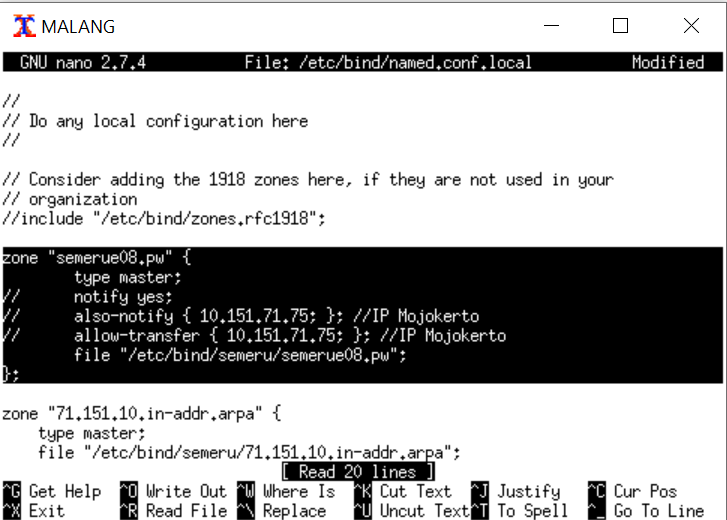 MALANG
GNU nano 2.7.4 File: /etc/bind/named.conf.local Modified
//
// Do any local configuration here
//
// Consider adding the 1918 zones here, if they are not used in your
// organization
//include "/etc/bind/zones.rfc1918";
zone "semerue08.pw" {
type master;
// notify yes;
// also-notify { 10.151.71.75; }; //IP Mojokerto
// allow-transfer { 10.151.71.75; }; //IP Mojokerto
file "/etc/bind/semeru/semerue08.pw";
};
zone "71.151.10.in-addr.arpa" {
type master;
file "/etc/bind/semeru/71.151.10.in-addr.arpa";
[ Read 20 lines ]
^G Get Help ^O Write Out ^W Where Is ^K Cut Text ^J Justify ^C Cur Pos
^X Exit ^R Read File ^\ Replace ^U Uncut Text ^T To Spell ^_ Go To Line